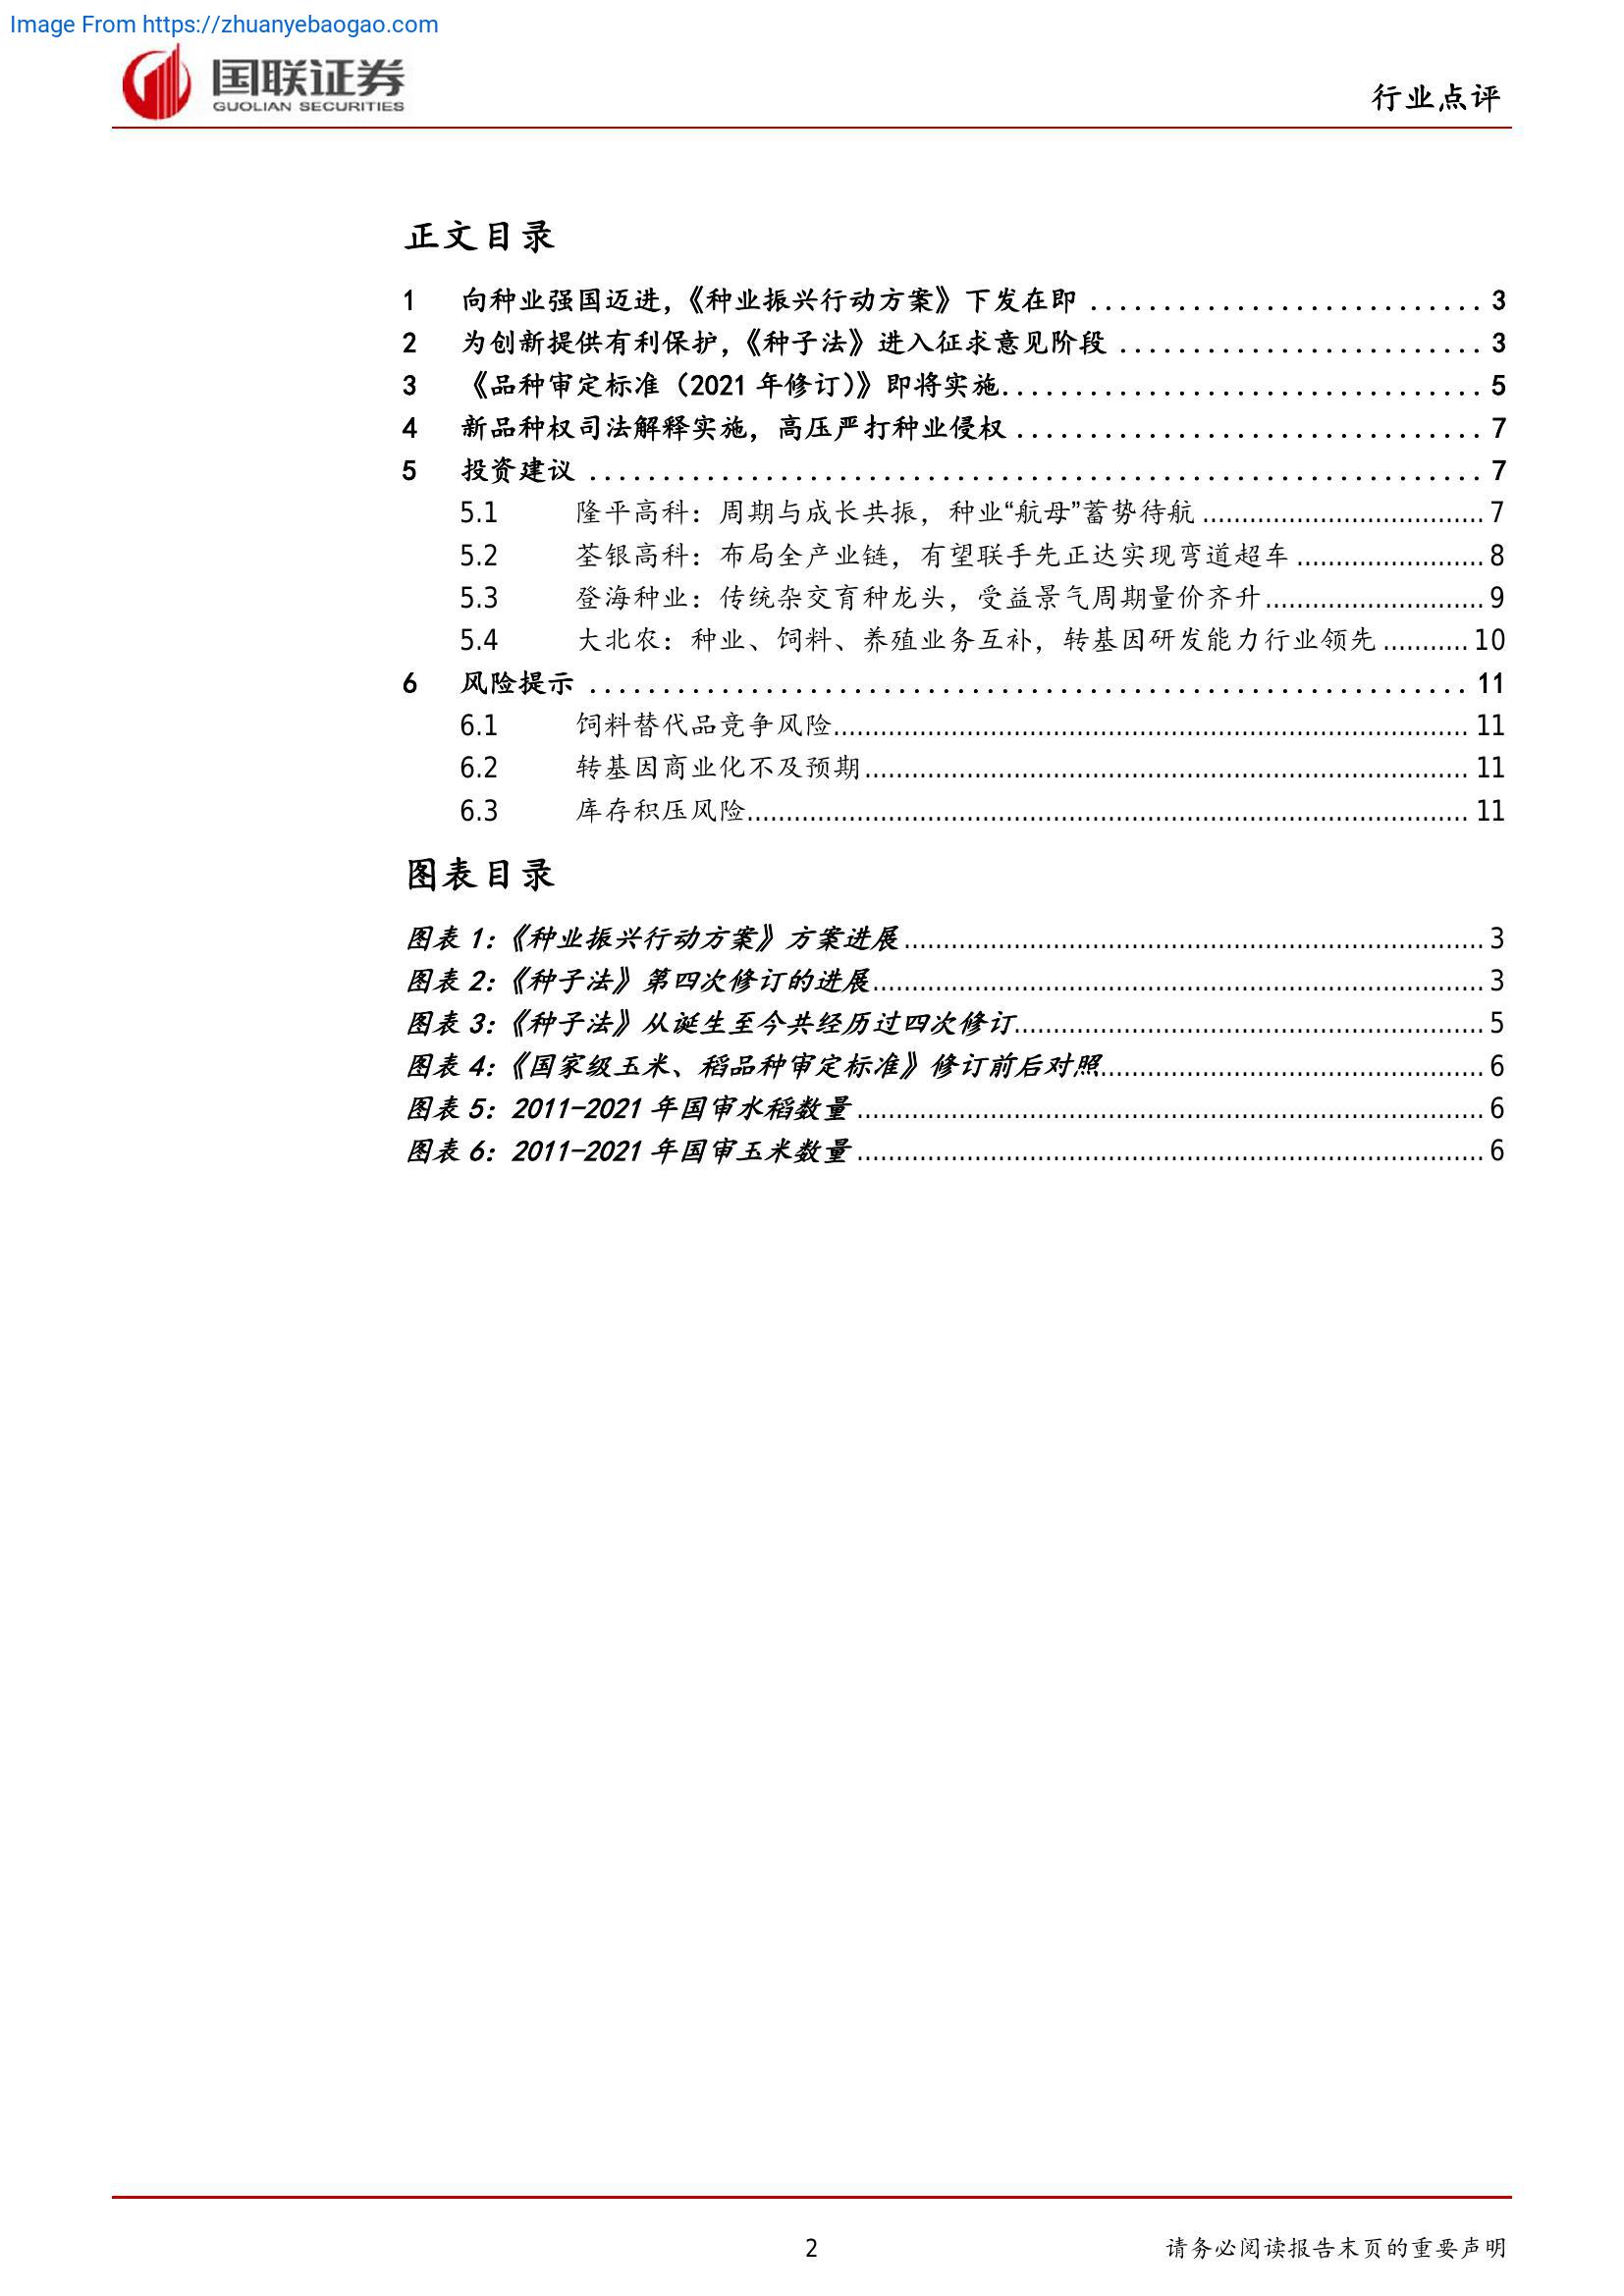 Image From https://zhuanyebaogao.com
国联证券
GUOLIAN SECURITIES
行业点评
正文目录
1 向种业强国迈进，《种业振兴行动方案》下发在即 3
2 为创新提供有利保护，《种子法》进入征求意见阶段 3
3 《品种审定标准（2021 年修订）》即将实施 5
4 新品种权司法解释实施，高压严打种业侵权 7
5 投资建议 7
5.1 隆平高科：周期与成长共振，种业“航母”蓄势待航 7
5.2 荃银高科：布局全产业链，有望联手先正达实现弯道超车 8
5.3 登海种业：传统杂交育种龙头，受益景气周期量价齐升 9
5.4 大北农：种业、饲料、养殖业务互补，转基因研发能力行业领先 10
6 风险提示 11
6.1 饲料替代品竞争风险 11
6.2 转基因商业化不及预期 11
6.3 库存积压风险 11
图表目录
图表 1：《种业振兴行动方案》方案进展 3
图表 2：《种子法》第四次修订的进展 3
图表 3：《种子法》从诞生至今共经历过四次修订 5
图表 4：《国家级玉米、稻品种审定标准》修订前后对照 6
图表 5：2011-2021 年国审水稻数量 6
图表 6：2011-2021 年国审玉米数量 6
2
请务必阅读报告末页的重要声明